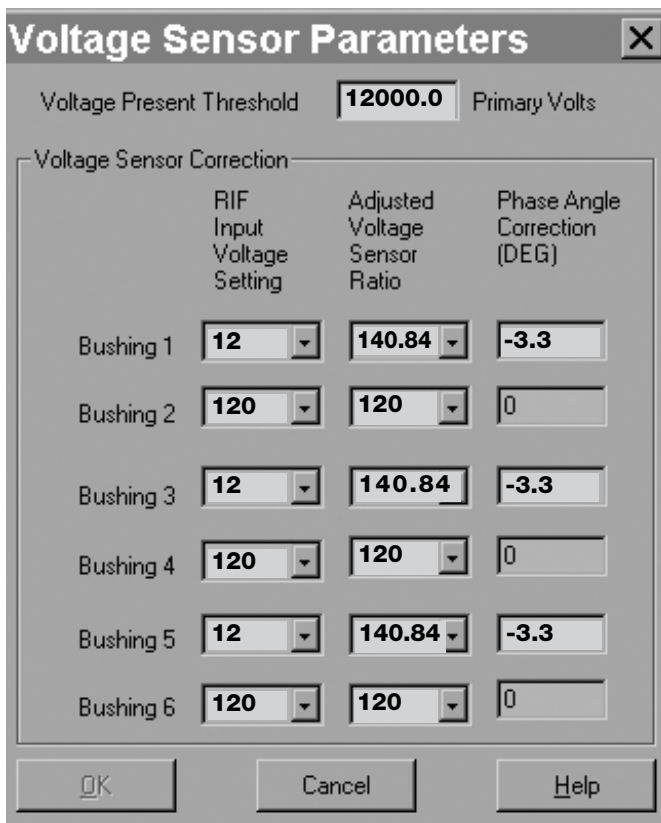 Voltage Sensor Parameters
Voltage Present Threshold 12000.0 Primary Volts
Voltage Sensor Correction
RIF Input Voltage Setting
Adjusted Voltage Sensor Ratio
Phase Angle Correction (DEG)
Bushing 1 12 140.84 -3.3
Bushing 2 120 120 0
Bushing 3 12 140.84 -3.3
Bushing 4 120 120 0
Bushing 5 12 140.84 -3.3
Bushing 6 120 120 0
OK Cancel Help